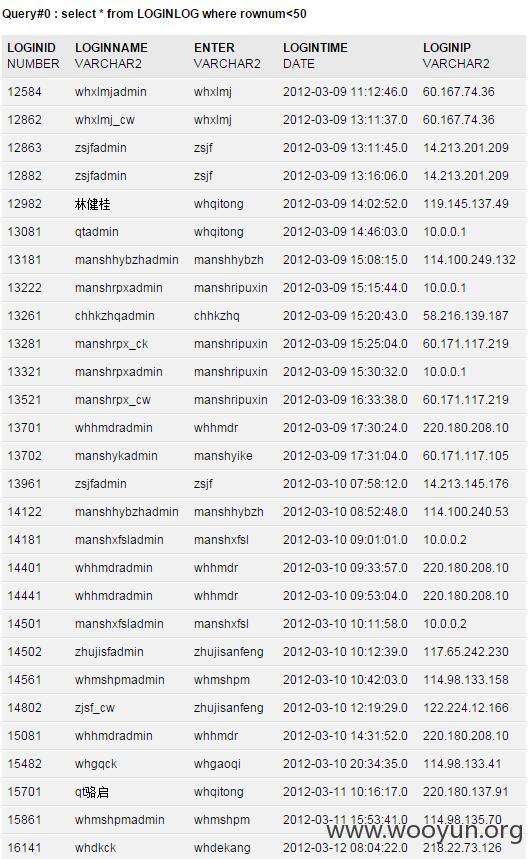 Query#0 : select * from LOGINLOG where rownum<50
LOGINID LOGINNAME ENTER LOGINTIME LOGINIP
NUMBER VARCHAR2 VARCHAR2 DATE VARCHAR2
12584 whxlmjadmin whxlmj 2012-03-09 11:12:46.0 60.167.74.36
12862 whxlmj_cw whxlmj 2012-03-09 13:11:37.0 60.167.74.36
12863 zsjfadmin zsjf 2012-03-09 13:11:45.0 14.213.201.209
12882 zsjfadmin zsjf 2012-03-09 13:16:06.0 14.213.201.209
12982 林健桂 whqitong 2012-03-09 14:02:52.0 119.145.137.49
13081 qtadmin whqitong 2012-03-09 14:46:03.0 10.0.0.1
13181 manshhybzhadmin manshhybzh 2012-03-09 15:08:15.0 114.100.249.132
13222 manshrpxadmin manshripuxin 2012-03-09 15:15:44.0 10.0.0.1
13261 chhkzhqadmin chhkzhq 2012-03-09 15:20:43.0 58.216.139.187
13281 manshrpx_ck manshripuxin 2012-03-09 15:25:04.0 60.171.117.219
13321 manshrpxadmin manshripuxin 2012-03-09 15:30:32.0 10.0.0.1
13521 manshrpx_cw manshripuxin 2012-03-09 16:33:38.0 60.171.117.219
13701 whhmdradmin whhmdr 2012-03-09 17:30:24.0 220.180.208.10
13702 manshykadmin manshyike 2012-03-09 17:31:04.0 60.171.117.105
13961 zsjfadmin zsjf 2012-03-10 07:58:12.0 14.213.145.176
14122 manshhybzhadmin manshhybzh 2012-03-10 08:52:48.0 114.100.240.53
14181 manshxfsladmin manshxfsl 2012-03-10 09:01:01.0 10.0.0.2
14401 whhmdradmin whhmdr 2012-03-10 09:33:57.0 220.180.208.10
14441 whhmdradmin whhmdr 2012-03-10 09:53:04.0 220.180.208.10
14501 manshxfsladmin manshxfsl 2012-03-10 10:11:58.0 10.0.0.2
14502 zhujisfadmin zhujisanfeng 2012-03-10 10:12:39.0 117.65.242.230
14561 whmshpmadmin whmshpm 2012-03-10 10:42:03.0 114.98.133.158
14802 zjsf_cw zhujisanfeng 2012-03-10 12:19:29.0 122.224.12.166
15081 whhmdradmin whhmdr 2012-03-10 14:31:52.0 220.180.208.10
15482 whgqck whgaoqi 2012-03-10 20:34:35.0 114.98.133.41
15701 qt骆启 whqitong 2012-03-11 10:16:17.0 220.180.137.91
15861 whmshpmadmin whmshpm 2012-03-11 15:53:41.0 114.98.135.70
16141 whdkck whdekang 2012-03-12 08:04:22.0 218.22.73.126
www.wooyun.org